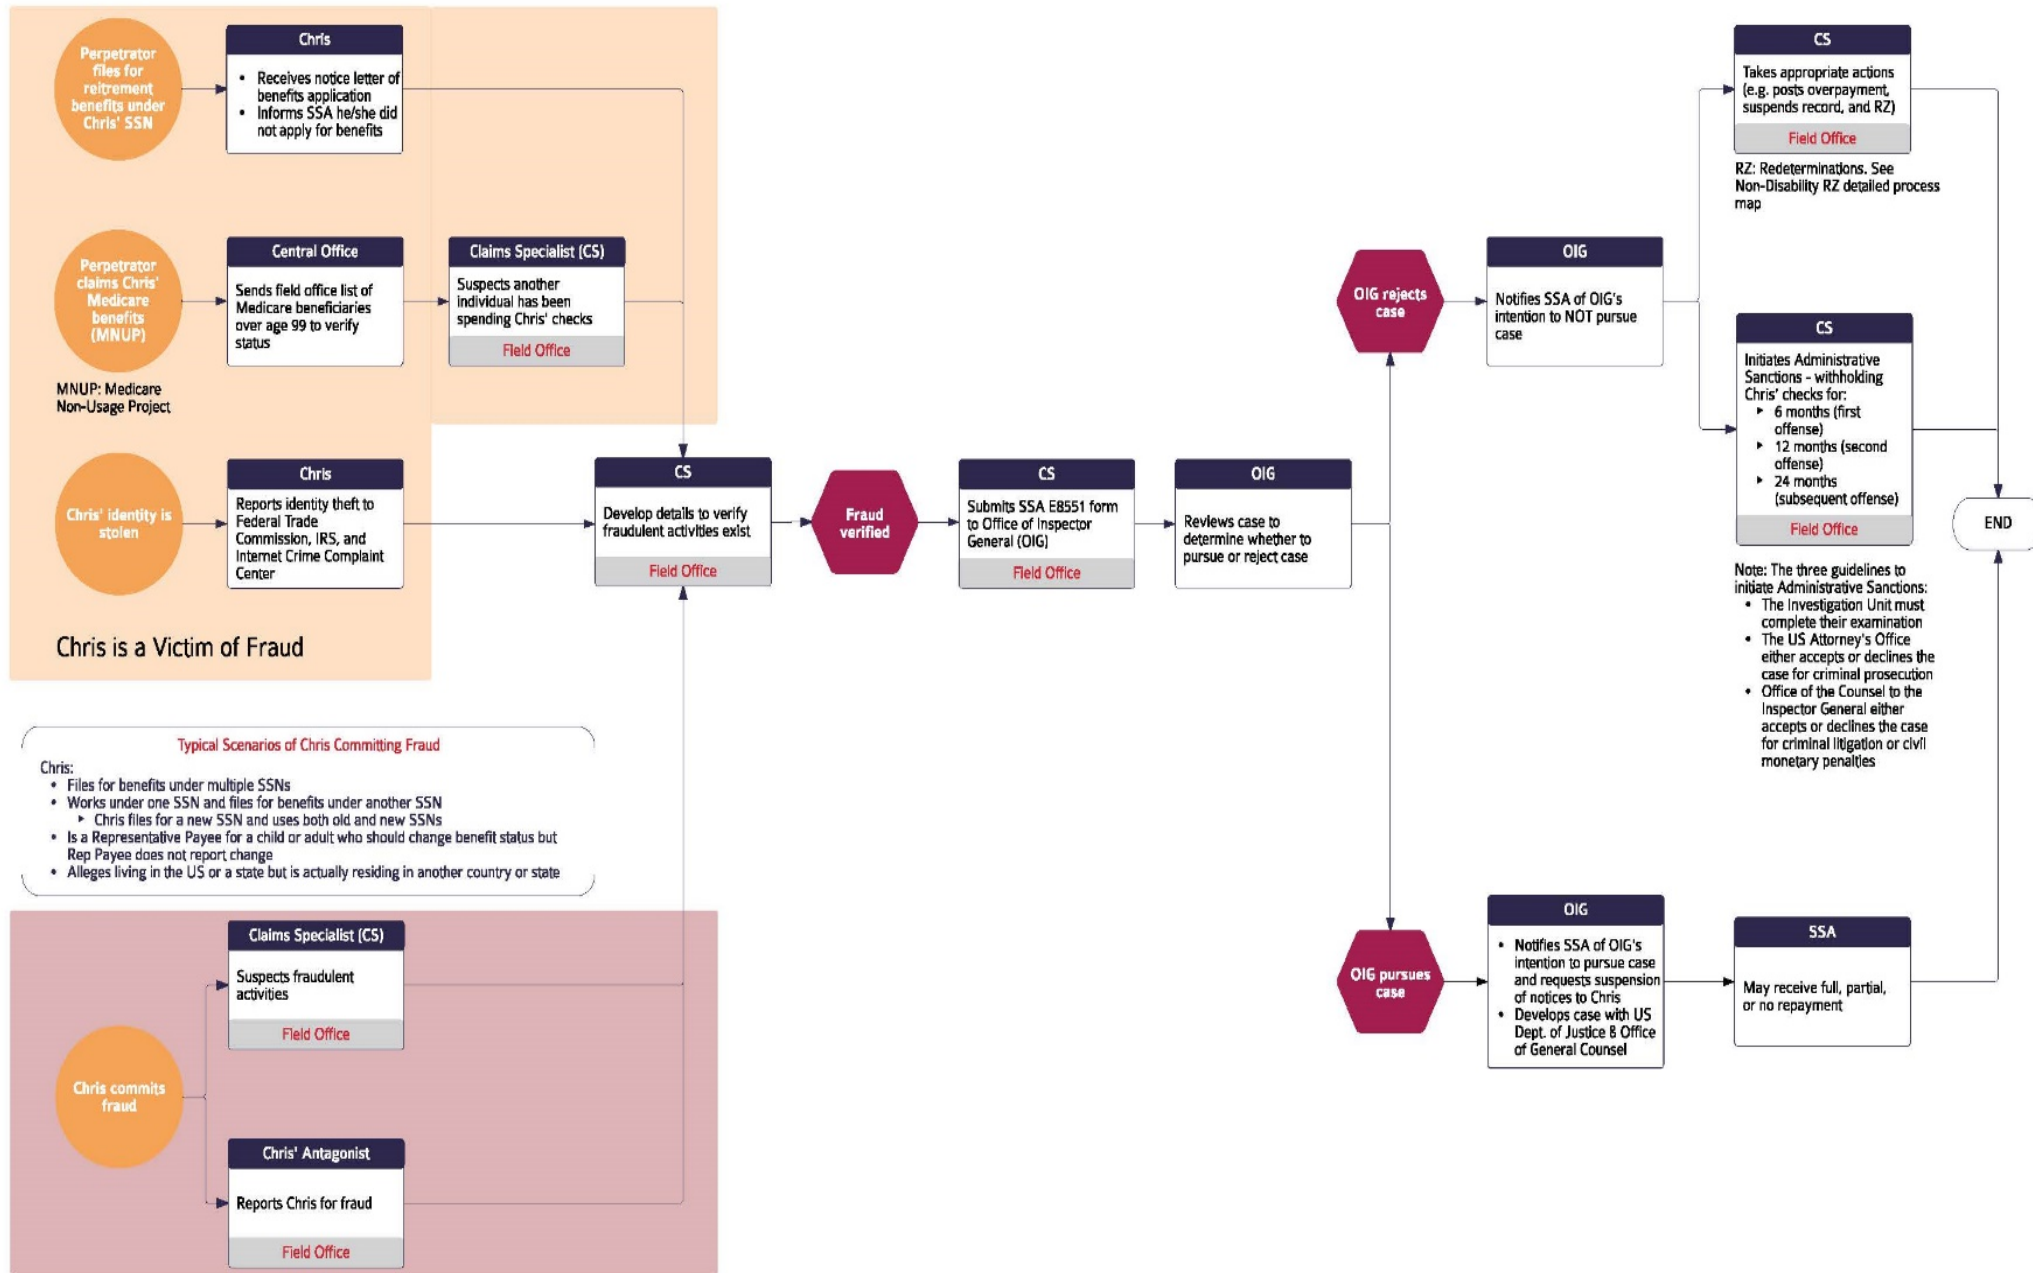 Perpetrator
files for
reitrement
benefits under
Chris' SSN
Chris
• Receives notice letter of
benefits application
• Informs SSA he/she did
not apply for benefits
Perpetrator
claims Chris'
Medicare
benefits
(MNUP)
MNUP: Medicare
Non-Usage Project
Central Office
Sends field office list of
Medicare beneficiaries
over age 99 to verify
status
Claims Specialist (CS)
Suspects another
individual has been
spending Chris' checks
Field Office
Chris' identity is
stolen
Chris
Reports identity theft to
Federal Trade
Commission, IRS, and
Internet Crime Complaint
Center
Chris is a Victim of Fraud
Typical Scenarios of Chris Committing Fraud
Chris:
• Files for benefits under multiple SSNs
• Works under one SSN and files for benefits under another SSN
▸ Chris files for a new SSN and uses both old and new SSNs
• Is a Representative Payee for a child or adult who should change benefit status but
Rep Payee does not report change
• Alleges living in the US or a state but is actually residing in another country or state
Chris commits
fraud
Claims Specialist (CS)
Suspects fraudulent
activities
Field Office
Chris' Antagonist
Reports Chris for fraud
Field Office
CS
Develop details to verify
fraudulent activities exist
Field Office
Fraud
verified
CS
Submits SSA E8551 form
to Office of Inspector
General (OIG)
Field Office
OIG
Reviews case to
determine whether to
pursue or reject case
OIG rejects
case
OIG
Notifies SSA of OIG's
intention to NOT pursue
case
CS
Takes appropriate actions
(e.g. posts overpayment,
suspends record, and RZ)
Field Office
RZ: Redeterminations. See
Non-Disability RZ detailed process
map
CS
Initiates Administrative
Sanctions - withholding
Chris' checks for:
▸ 6 months (first
offense)
▸ 12 months (second
offense)
▸ 24 months
(subsequent offense)
Field Office
Note: The three guidelines to
initiate Administrative Sanctions:
• The Investigation Unit must
complete their examination
• The US Attorney's Office
either accepts or declines the
case for criminal prosecution
• Office of the Counsel to the
Inspector General either
accepts or declines the case
for criminal litigation or civil
monetary penalties
OIG pursues
case
OIG
• Notifies SSA of OIG's
intention to pursue case
and requests suspension
of notices to Chris
• Develops case with US
Dept. of Justice & Office
of General Counsel
SSA
May receive full, partial,
or no repayment
END